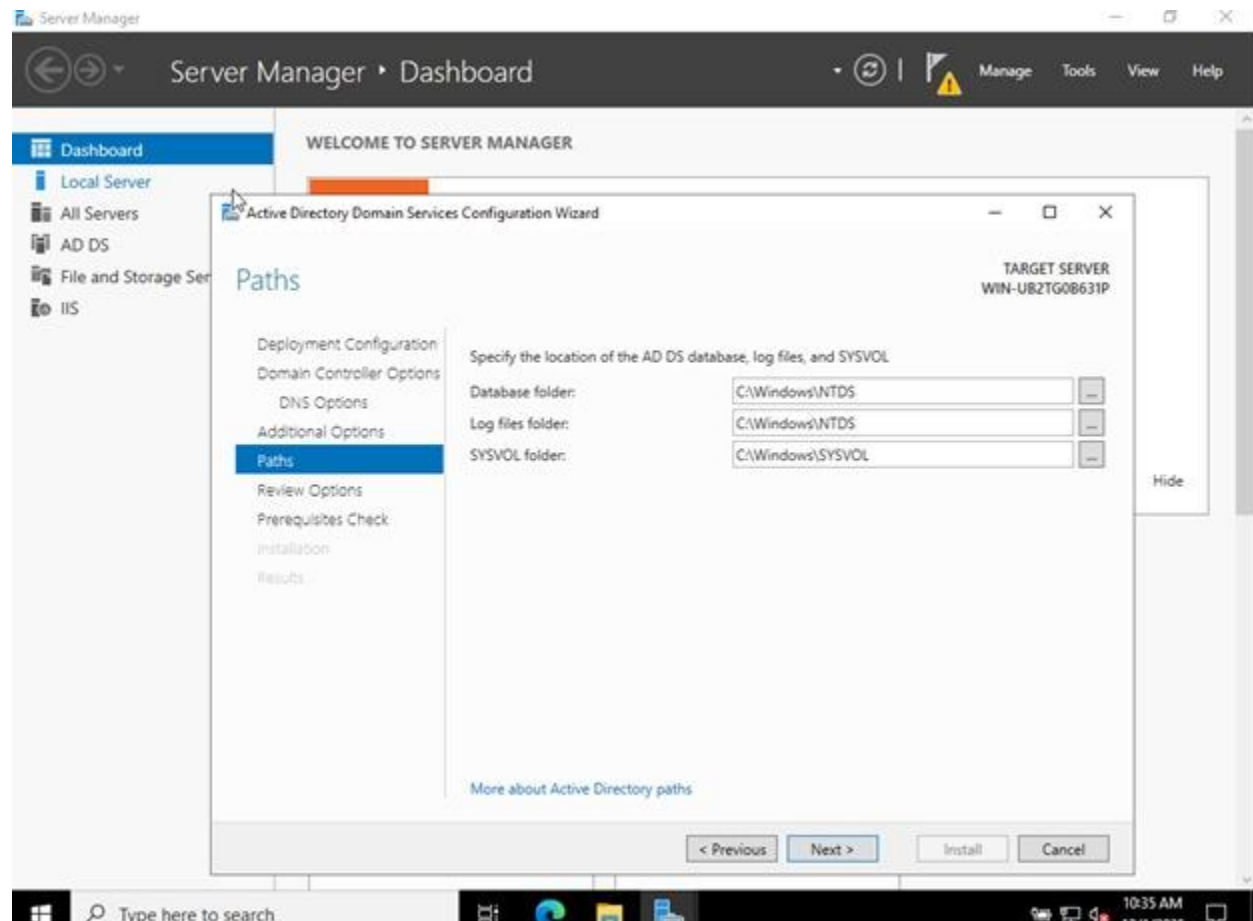 Server Manager
Server Manager • Dashboard
Manage Tools View Help
Dashboard
Local Server
All Servers
AD DS
File and Storage Ser
IIS
WELCOME TO SERVER MANAGER
Active Directory Domain Services Configuration Wizard
Paths
TARGET SERVER
WIN-UB2TG0B631P
Deployment Configuration
Domain Controller Options
DNS Options
Additional Options
Paths
Review Options
Prerequisites Check
Installation
Results
Specify the location of the AD DS database, log files, and SYSVOL
Database folder: C:\Windows\NTDS
Log files folder: C:\Windows\NTDS
SYSVOL folder: C:\Windows\SYSVOL
More about Active Directory paths
Hide
< Previous Next > Install Cancel
Type here to search
10:35 AM